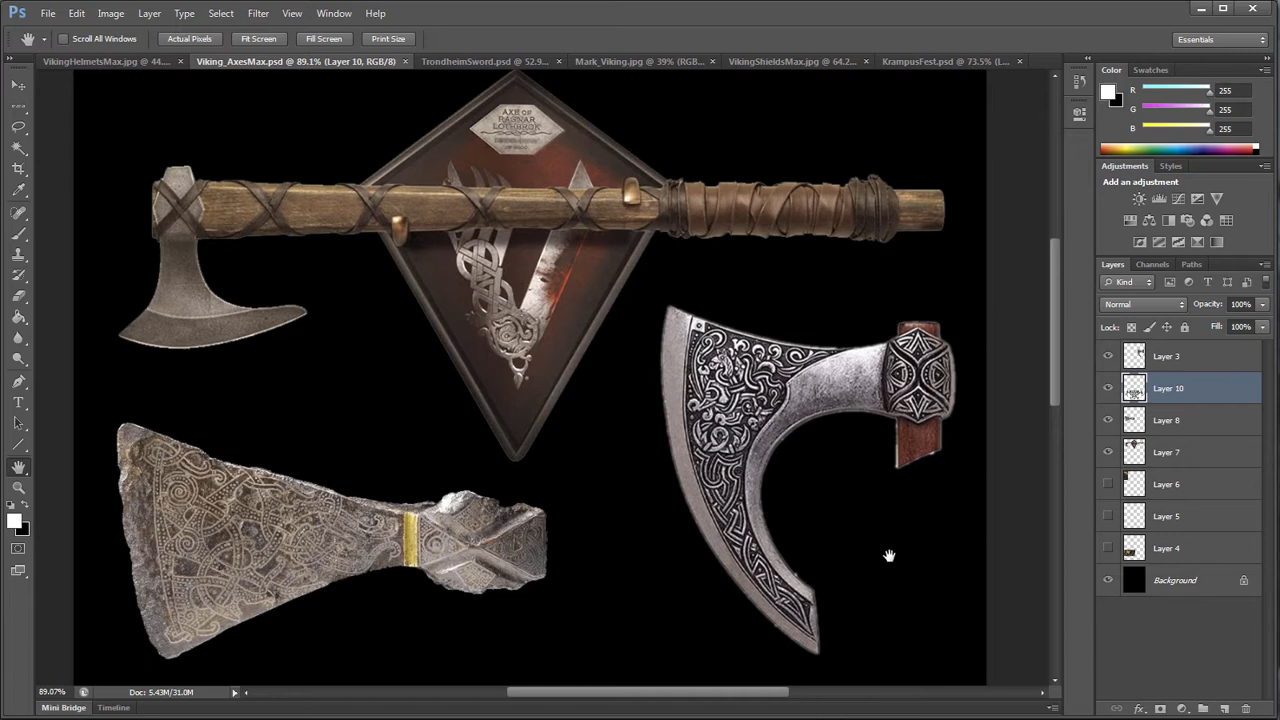 Ps File Edit Image Layer Type Select Filter View Window Help
Scroll All Windows Actual Pixels Fit Screen Fill Screen Print Size Essentials
VikingHelmetsMax.jpg @ 44.... × Viking_AxesMax.psd @ 89.1% (Layer 10, RGB/8) × TrondheimSword.psd @ 52.9... × Mark_Viking.jpg @ 39% (RGB... × VikingShieldsMax.jpg @ 64.2... × KrampusFest.psd @ 73.5% (L... ×
Color Swatches
R 255
G 255
B 255
Adjustments Styles
Add an adjustment
Layers Channels Paths
Kind
Normal Opacity: 100%
Lock: Fill: 100%
Layer 3
Layer 10
Layer 8
Layer 7
Layer 6
Layer 5
Layer 4
Background
AXE OF
RAGNAR
LOTHBROK
89.07% Doc: 5.43M/31.0M
Mini Bridge Timeline